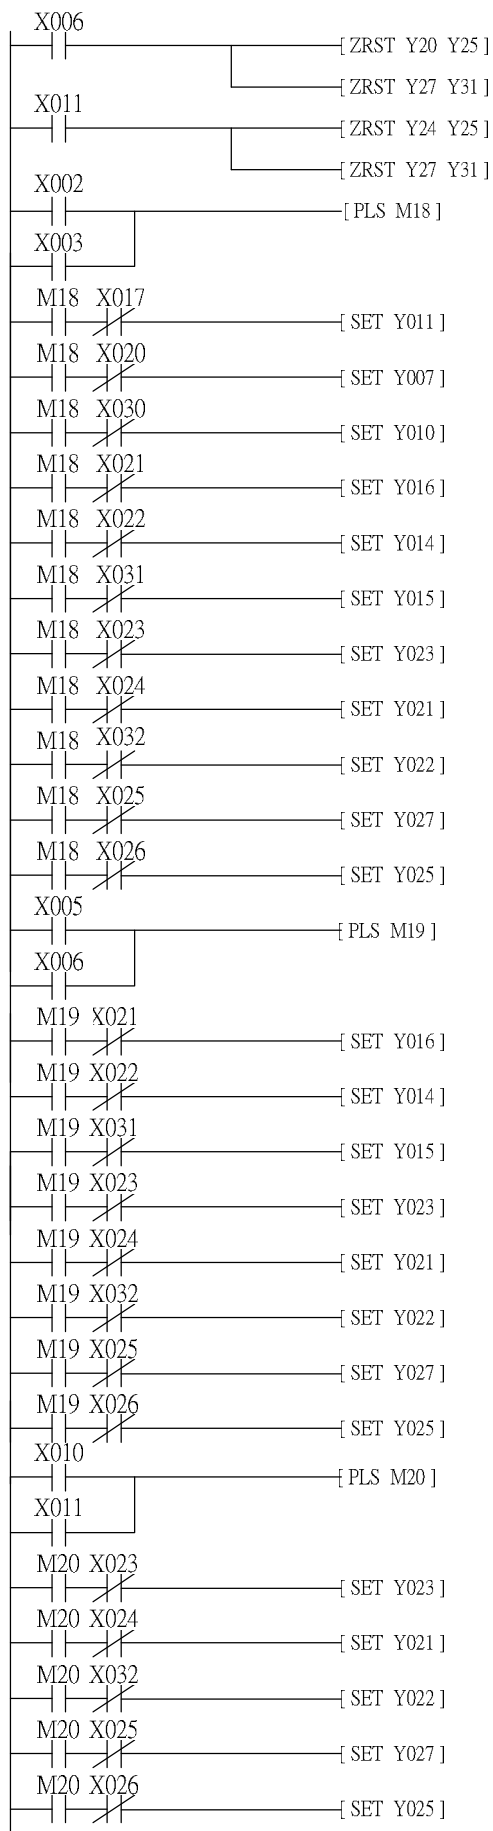 X006
[ ZRST Y20 Y25 ]
[ ZRST Y27 Y31 ]
X011
[ ZRST Y24 Y25 ]
[ ZRST Y27 Y31 ]
X002
[ PLS M18 ]
X003
M18 X017
[ SET Y011 ]
M18 X020
[ SET Y007 ]
M18 X030
[ SET Y010 ]
M18 X021
[ SET Y016 ]
M18 X022
[ SET Y014 ]
M18 X031
[ SET Y015 ]
M18 X023
[ SET Y023 ]
M18 X024
[ SET Y021 ]
M18 X032
[ SET Y022 ]
M18 X025
[ SET Y027 ]
M18 X026
[ SET Y025 ]
X005
[ PLS M19 ]
X006
M19 X021
[ SET Y016 ]
M19 X022
[ SET Y014 ]
M19 X031
[ SET Y015 ]
M19 X023
[ SET Y023 ]
M19 X024
[ SET Y021 ]
M19 X032
[ SET Y022 ]
M19 X025
[ SET Y027 ]
M19 X026
[ SET Y025 ]
X010
[ PLS M20 ]
X011
M20 X023
[ SET Y023 ]
M20 X024
[ SET Y021 ]
M20 X032
[ SET Y022 ]
M20 X025
[ SET Y027 ]
M20 X026
[ SET Y025 ]